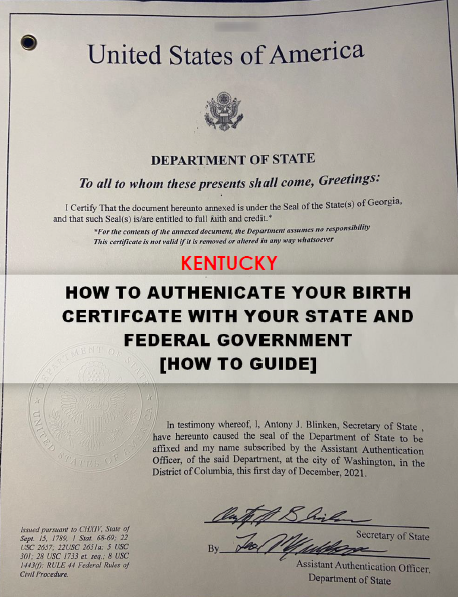 United States of America
DEPARTMENT OF STATE
To all to whom these presents shall come, Greetings:
I Certify That the document hereunto annexed is under the Seal of the State(s) of Georgia,
and that such Seal(s) is/are entitled to full faith and credit.*
*For the contents of the annexed document, the Department assumes no responsibility
This certificate is not valid if it is removed or altered in any way whatsoever
KENTUCKY
HOW TO AUTHENICATE YOUR BIRTH
CERTIFCATE WITH YOUR STATE AND
FEDERAL GOVERNMENT
[HOW TO GUIDE]
In testimony whereof, I, Antony J. Blinken, Secretary of State ,
have hereunto caused the seal of the Department of State to be
affixed and my name subscribed by the Assistant Authentication
Officer, of the said Department, at the city of Washington, in the
District of Columbia, this first day of December, 2021.
Issued pursuant to CHXIV, State of
Sept. 15, 1789, 1 Stat. 68-69; 22
USC 2657; 22USC 2651a; 5 USC
301; 28 USC 1733 et. seq.; 8 USC
1443(f); RULE 44 Federal Rules of
Civil Procedure.
Secretary of State
By
Assistant Authentication Officer,
Department of State